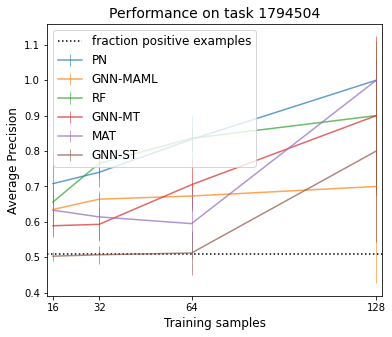 Performance on task 1794504
fraction positive examples
PN
GNN-MAML
RF
GNN-MT
MAT
GNN-ST
Average Precision
1.1
1.0
0.9
0.8
0.7
0.6
0.5
0.4
16 32 64 128
Training samples